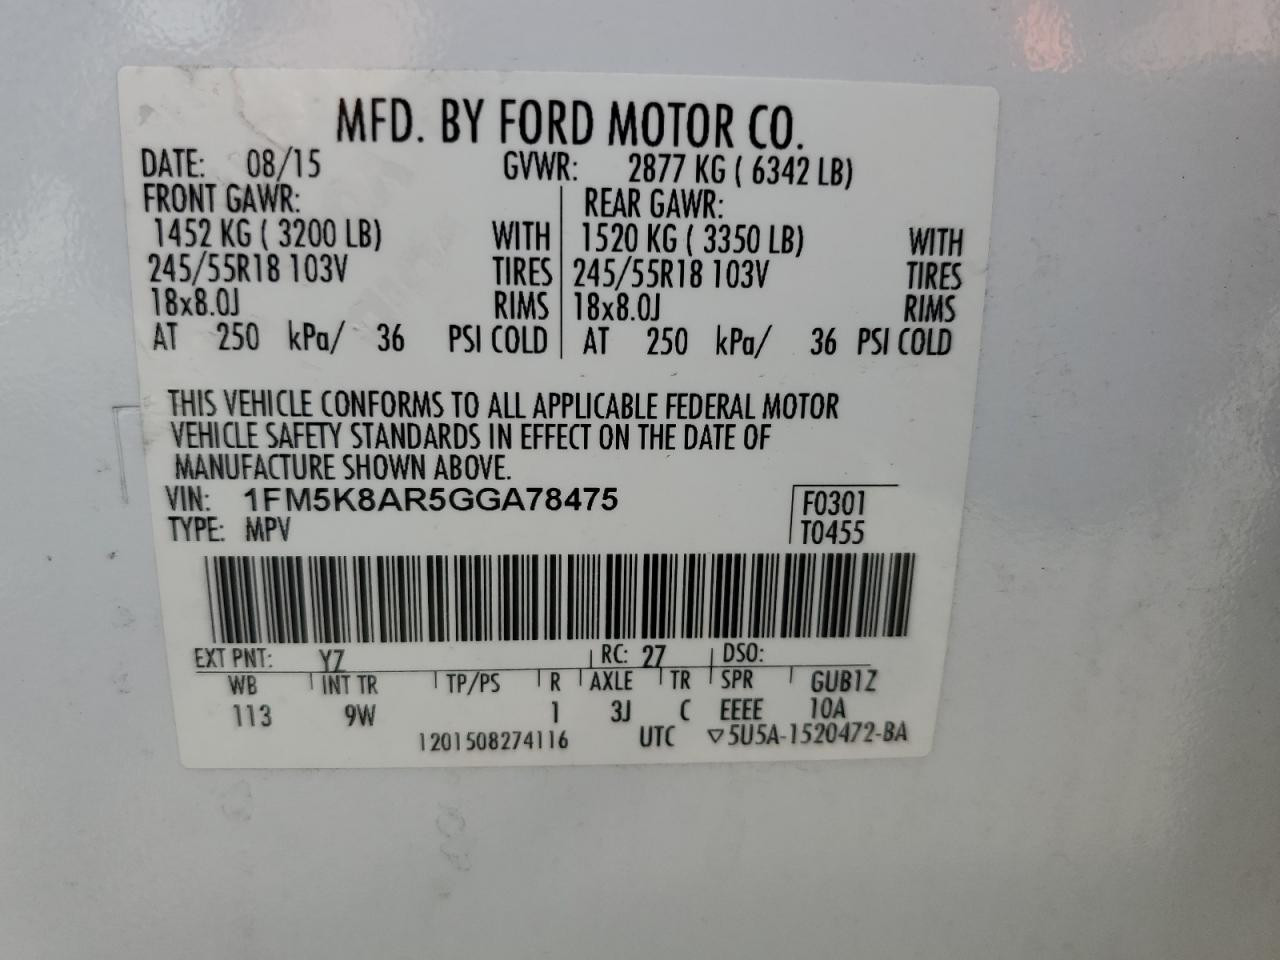 MFD. BY FORD MOTOR CO.
DATE: 08/15 GVWR: 2877 KG ( 6342 LB)
FRONT GAWR: REAR GAWR:
1452 KG ( 3200 LB) WITH 1520 KG ( 3350 LB) WITH
245/55R18 103V TIRES 245/55R18 103V TIRES
18x8.0J RIMS 18x8.0J RIMS
AT 250 kPa/ 36 PSI COLD AT 250 kPa/ 36 PSI COLD
THIS VEHICLE CONFORMS TO ALL APPLICABLE FEDERAL MOTOR
VEHICLE SAFETY STANDARDS IN EFFECT ON THE DATE OF
MANUFACTURE SHOWN ABOVE.
VIN: 1FM5K8AR5GGA78475 F0301
TYPE: MPV T0455
EXT PNT: YZ RC: 27 DSO:
WB INT TR TP/PS R AXLE TR SPR GUB1Z
113 9W 1 3J C EEEE 10A
1201508274116 UTC ▽5U5A-1520472-BA